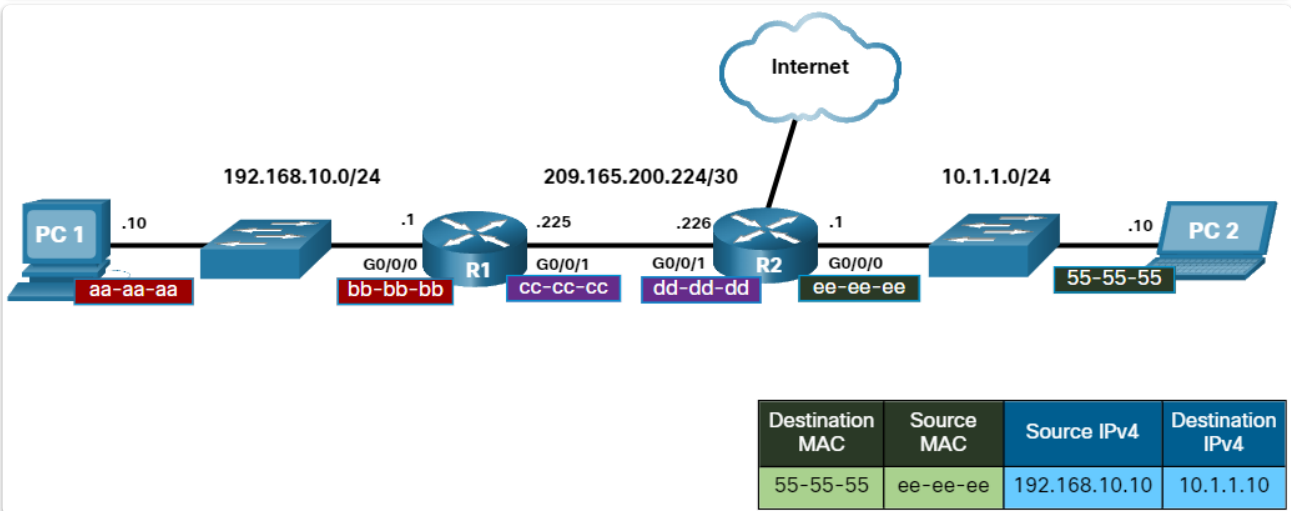 Internet
192.168.10.0/24
209.165.200.224/30
10.1.1.0/24
PC 1
.10
.1
.225
.226
.1
.10
PC 2
G0/0/0
R1
G0/0/1
G0/0/1
R2
G0/0/0
aa-aa-aa
bb-bb-bb
cc-cc-cc
dd-dd-dd
ee-ee-ee
55-55-55
Destination MAC
Source MAC
Source IPv4
Destination IPv4
55-55-55
ee-ee-ee
192.168.10.10
10.1.1.10